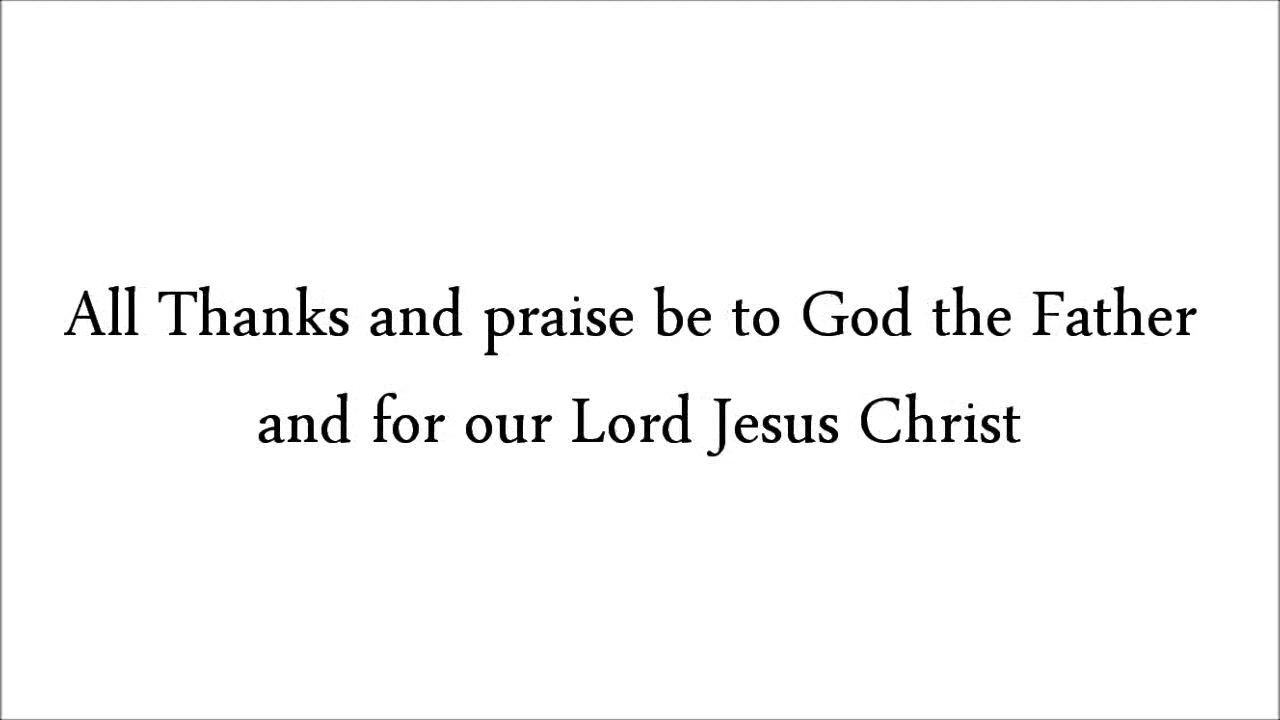 All Thanks and praise be to God the Father
and for our Lord Jesus Christ